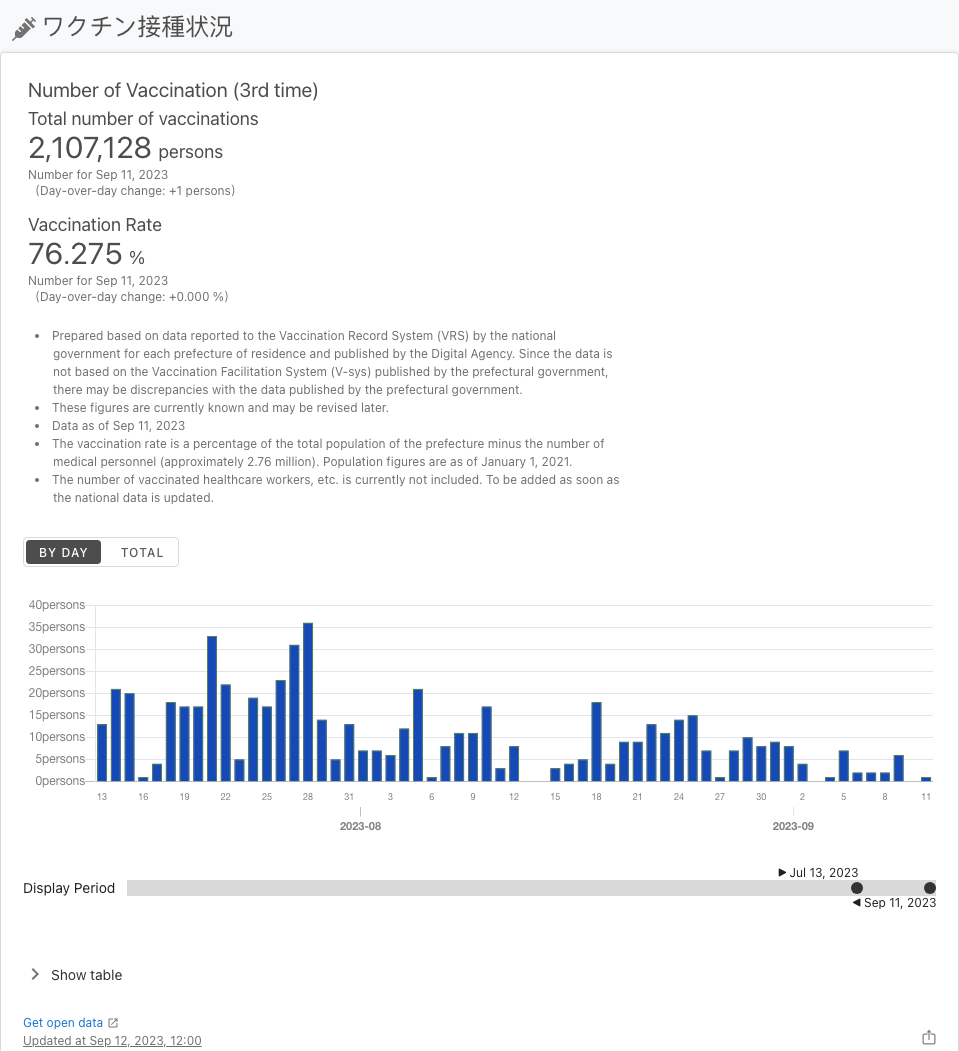 ワクチン接種状況
Number of Vaccination (3rd time)
Total number of vaccinations
2,107,128 persons
Number for Sep 11, 2023
(Day-over-day change: +1 persons)
Vaccination Rate
76.275 %
Number for Sep 11, 2023
(Day-over-day change: +0.000 %)
• Prepared based on data reported to the Vaccination Record System (VRS) by the national
government for each prefecture of residence and published by the Digital Agency. Since the data is
not based on the Vaccination Facilitation System (V-sys) published by the prefectural government,
there may be discrepancies with the data published by the prefectural government.
• These figures are currently known and may be revised later.
• Data as of Sep 11, 2023
• The vaccination rate is a percentage of the total population of the prefecture minus the number of
medical personnel (approximately 2.76 million). Population figures are as of January 1, 2021.
• The number of vaccinated healthcare workers, etc. is currently not included. To be added as soon as
the national data is updated.
BY DAY TOTAL
40persons
35persons
30persons
25persons
20persons
15persons
10persons
5persons
0persons
13 16 19 22 25 28 31 3 6 9 12 15 18 21 24 27 30 2 5 8 11
2023-08 2023-09
Jul 13, 2023
Display Period
Sep 11, 2023
Show table
Get open data
Updated at Sep 12, 2023, 12:00